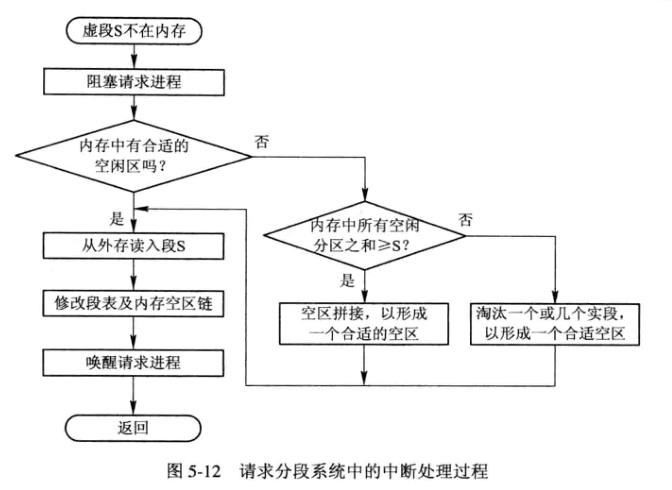 虚段S不在内存
阻塞请求进程
内存中有合适的
空闲区吗？
否
是
内存中所有空闲
分区之和≥S？
否
是
从外存读入段S
修改段表及内存空区链
唤醒请求进程
返回
空区拼接，以形成
一个合适的空区
淘汰一个或几个实段，
以形成一个合适空区
图 5-12 请求分段系统中的中断处理过程